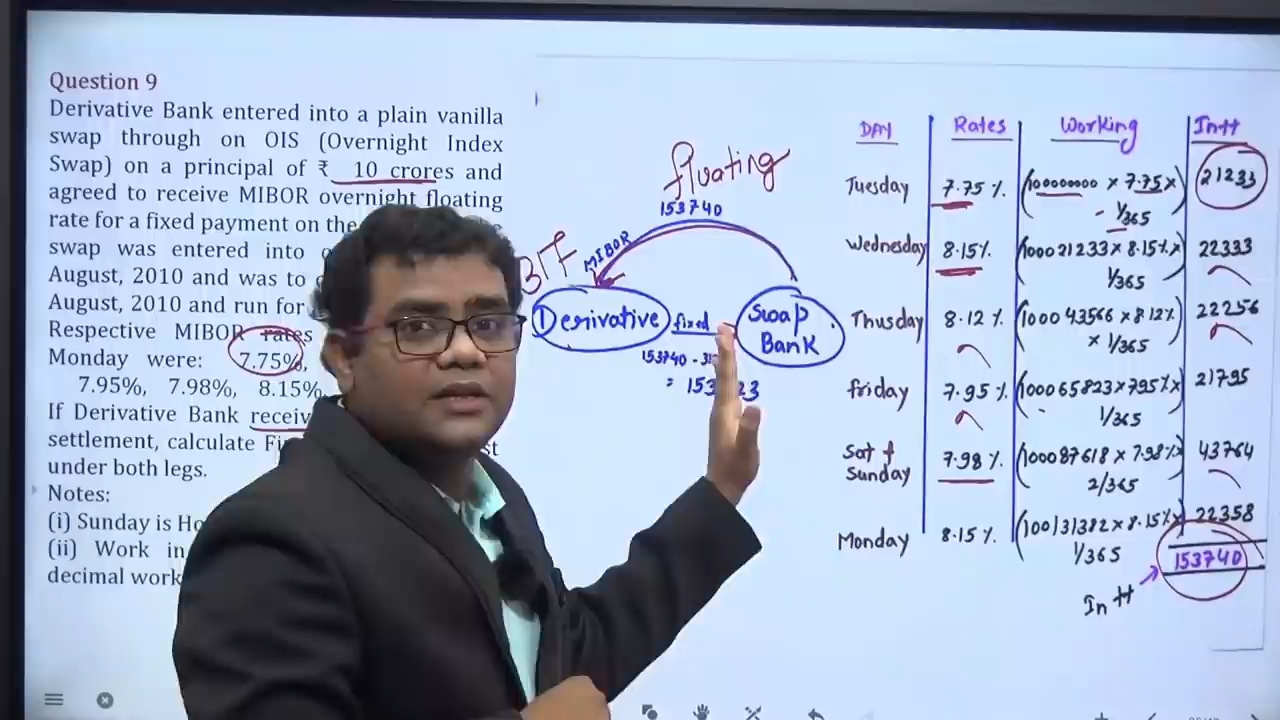 Question 9
Derivative Bank entered into a plain vanilla
swap through on OIS (Overnight Index
Swap) on a principal of ₹ 10 crores and
agreed to receive MIBOR overnight floating
rate for a fixed payment on the
swap was entered into
August, 2010 and was to
August, 2010 and run for
Respective MIBOR rates
Monday were: 7.75%,
7.95%, 7.98%, 8.15%.
If Derivative Bank
settlement, calculate
under both legs.
Notes:
(i) Sunday is
(ii) Work in
decimal work
floating
153740
MIBOR
317
Derivative
fixed
Swap
Bank
153740 -
=
DAY Rates Working Intt
Tuesday 7.75 %. (100000000 × 7.75 ×) 21233
1/365
Wednesday 8.15%. (100021233 × 8.15% ×) 22333
1/365
Thusday 8.12 %. (100043566 × 8.12%) 22256
× 1/365
friday 7.95 %. (100065823 × 795% ×) 21795
1/365
Sat &
Sunday 7.98 %. (100087618 × 7.98% × 43764
2/365
Monday 8.15 %. (100131382 × 8.15% ×) 22358
1/365
153740
Intt